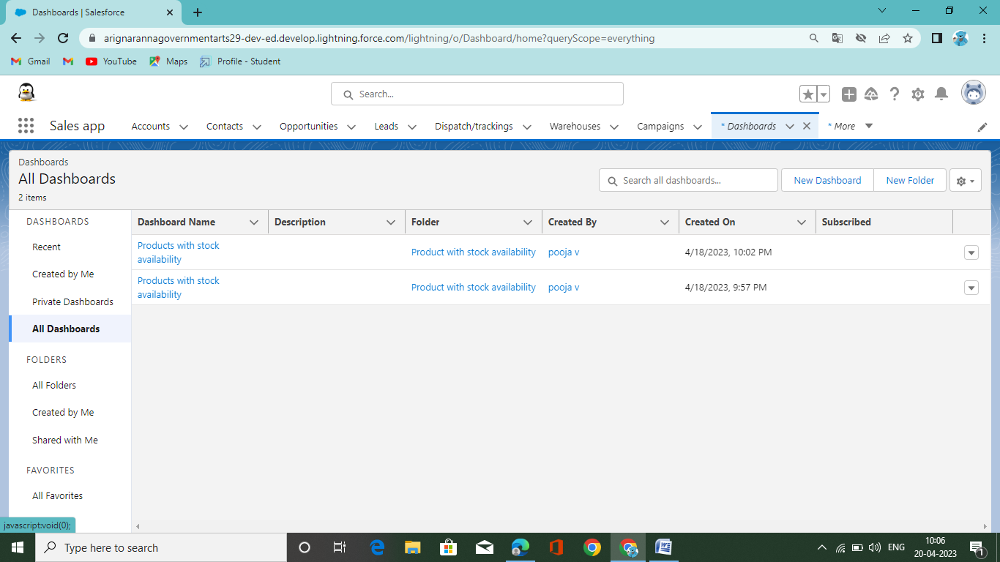 Dashboards | Salesforce
arignarannagovernmentarts29-dev-ed.develop.lightning.force.com/lightning/o/Dashboard/home?queryScope=everything
Gmail YouTube Maps Profile - Student
Search...
Sales app Accounts Contacts Opportunities Leads Dispatch/trackings Warehouses Campaigns * Dashboards * More
Dashboards
All Dashboards
2 items
Search all dashboards...
New Dashboard
New Folder
DASHBOARDS
Recent
Created by Me
Private Dashboards
All Dashboards
FOLDERS
All Folders
Created by Me
Shared with Me
FAVORITES
All Favorites
Dashboard Name Description Folder Created By Created On Subscribed
Products with stock
availability
Product with stock availability pooja v 4/18/2023, 10:02 PM
Products with stock
availability
Product with stock availability pooja v 4/18/2023, 9:57 PM
javascript:void(0);
Type here to search
ENG
10:06
20-04-2023
1